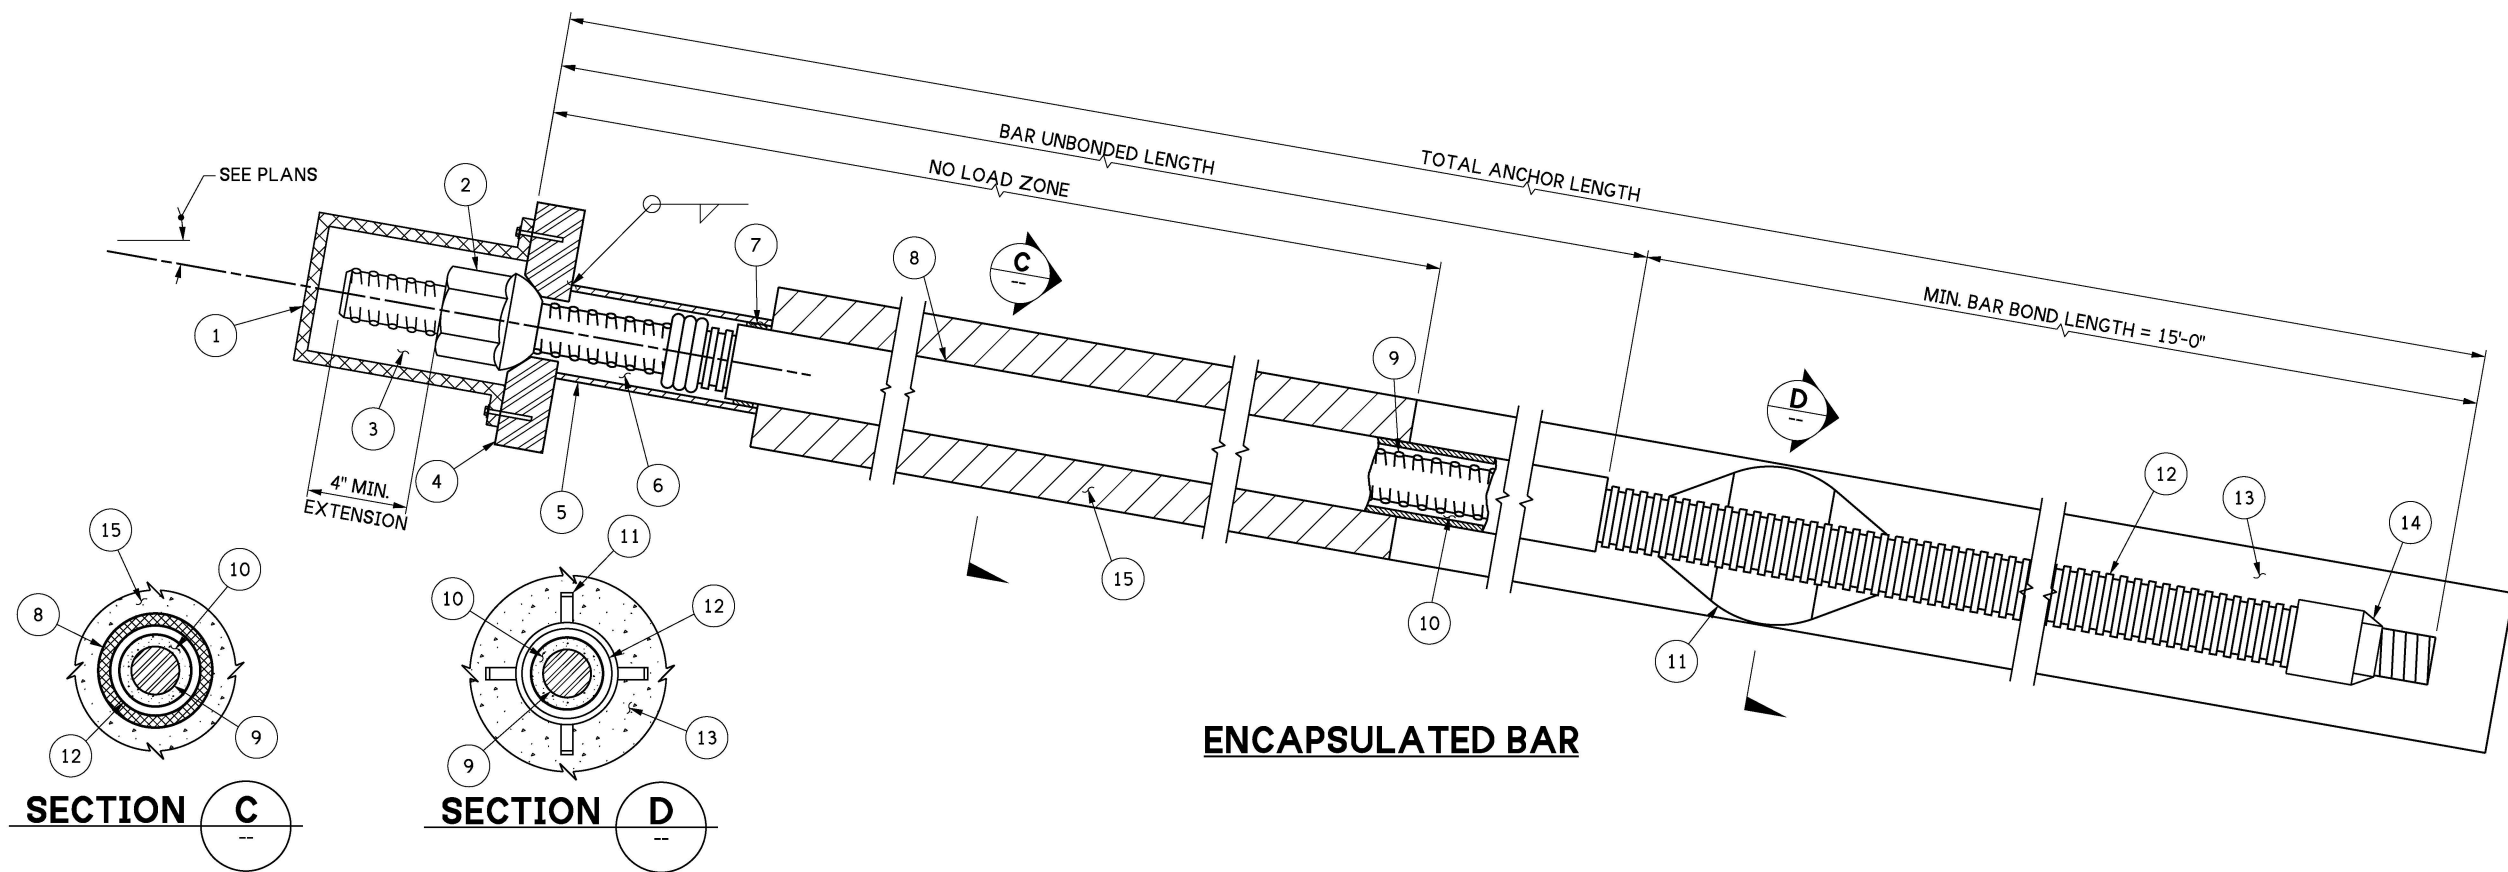 TOTAL ANCHOR LENGTH
BAR UNBONDED LENGTH
NO LOAD ZONE
MIN. BAR BOND LENGTH = 15'-0"
SEE PLANS
1
2
3
4
5
6
7
8
C
--
9
10
15
D
--
11
12
13
14
4" MIN.
EXTENSION
15
10
8
12
9
11
10
12
9
13
ENCAPSULATED BAR
SECTION C
--
SECTION D
--